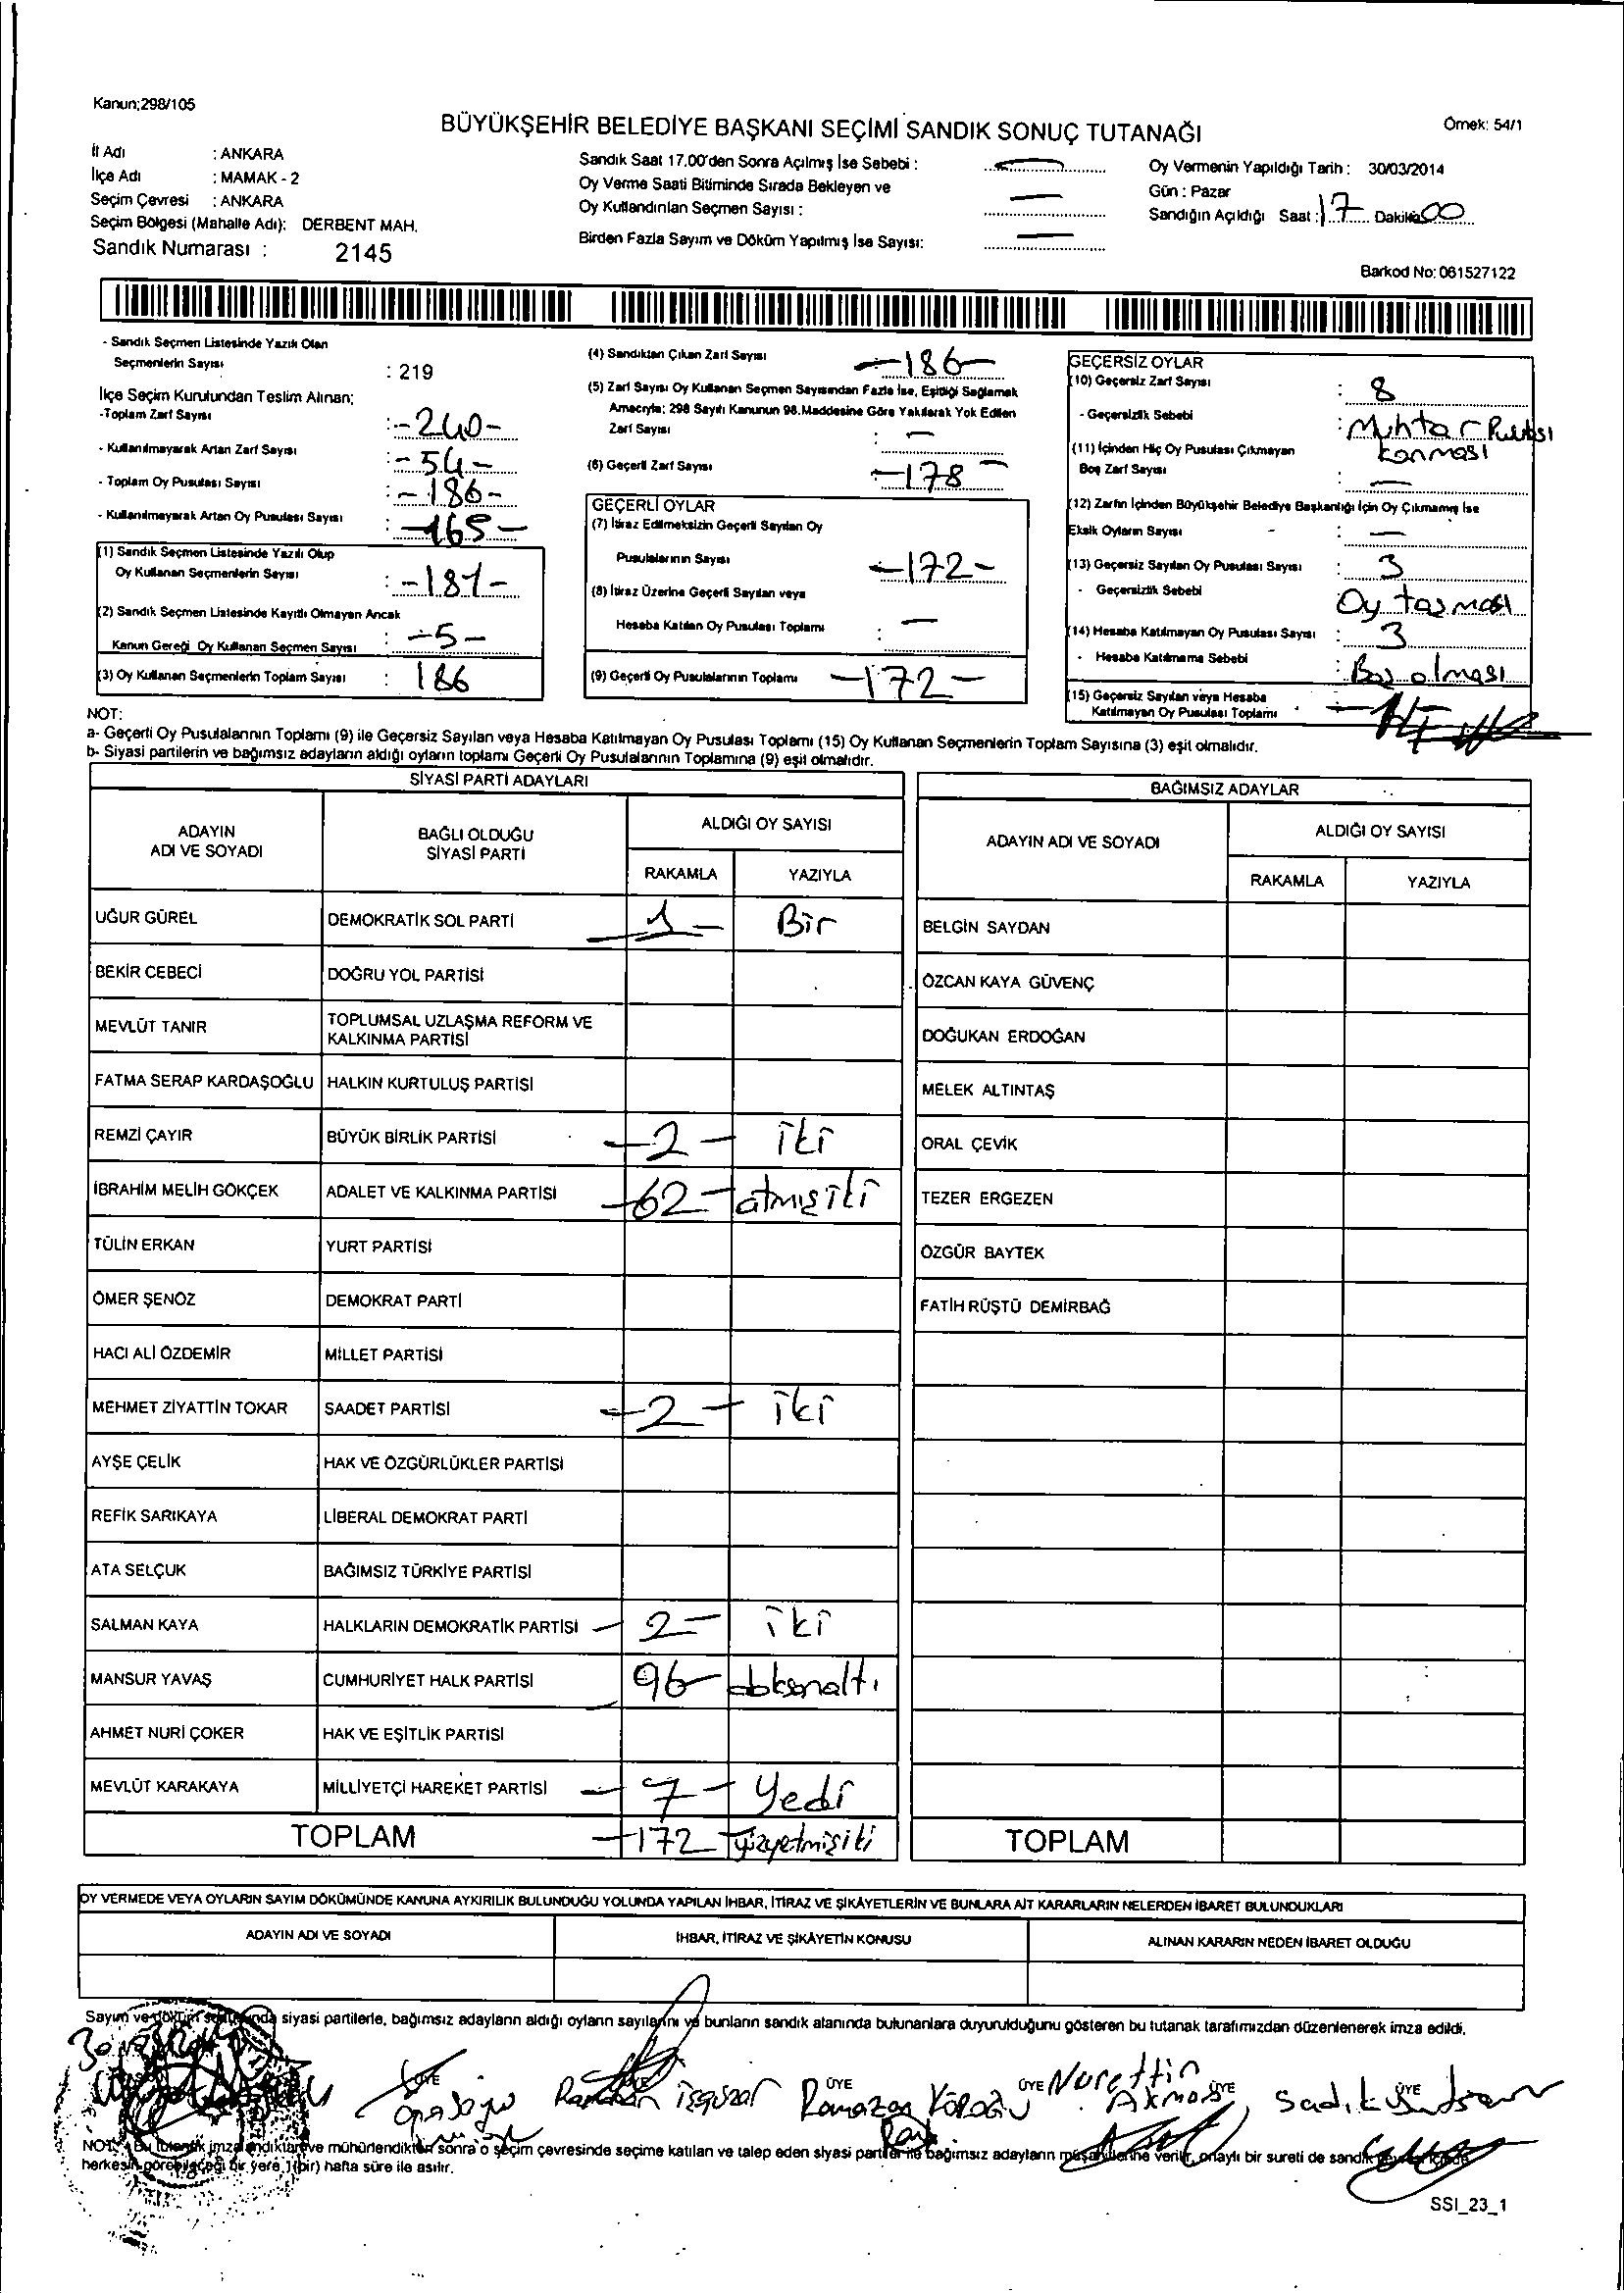 Kanun;298/105
BÜYÜKŞEHİR BELEDİYE BAŞKANI SEÇİMİ SANDIK SONUÇ TUTANAĞI
Örnek: 54/1
İl Adı : ANKARA
İlçe Adı : MAMAK - 2
Seçim Çevresi : ANKARA
Seçim Bölgesi (Mahalle Adı): DERBENT MAH.
Sandık Numarası : 2145
Sandık Saat 17.00'den Sonra Açılmış İse Sebebi :
Oy Verme Saati Bitiminde Sırada Bekleyen ve
Oy Kullandırılan Seçmen Sayısı :
Birden Fazla Sayım ve Döküm Yapılmış İse Sayısı:
Oy Vermenin Yapıldığı Tarih : 30/03/2014
Gün : Pazar
Sandığın Açıldığı Saat : 17 Dakika 00
Barkod No: 061527122
- Sandık Seçmen Listesinde Yazılı Olan
Seçmenlerin Sayısı : 219
İlçe Seçim Kurulundan Teslim Alınan;
-Toplam Zarf Sayısı :-240-
- Kullanılmayarak Artan Zarf Sayısı :-54-
- Toplam Oy Pusulası Sayısı :-186-
- Kullanılmayarak Artan Oy Pusulası Sayısı :-165-
(1) Sandık Seçmen Listesinde Yazılı Olup
Oy Kullanan Seçmenlerin Sayısı : -181-
(2) Sandık Seçmen Listesinde Kayıtlı Olmayan Ancak
Kanun Gereği Oy Kullanan Seçmen Sayısı : -5-
(3) Oy Kullanan Seçmenlerin Toplam Sayısı : 186
(4) Sandıktan Çıkan Zarf Sayısı -186-
(5) Zarf Sayısı Oy Kullanan Seçmen Sayısından Fazla İse, Eşitliği Sağlamak
Amacıyla; 298 Sayılı Kanunun 98.Maddesine Göre Yakılarak Yok Edilen
Zarf Sayısı : -
(6) Geçerli Zarf Sayısı -178-
GEÇERLİ OYLAR
(7) İtiraz Edilmeksizin Geçerli Sayılan Oy
Pusulalarının Sayısı -172-
(8) İtiraz Üzerine Geçerli Sayılan veya
Hesaba Katılan Oy Pusulası Toplamı : -
(9) Geçerli Oy Pusulalarının Toplamı -172-
GEÇERSİZ OYLAR
(10) Geçersiz Zarf Sayısı : 8
- Geçersizlik Sebebi : Muhtar Pulusı
konması
(11) İçinden Hiç Oy Pusulası Çıkmayan
Boş Zarf Sayısı : -
(12) Zarfın İçinden Büyükşehir Belediye Başkanlığı İçin Oy Çıkmamış İse
Eksik Oyların Sayısı - : -
(13) Geçersiz Sayılan Oy Pusulası Sayısı : 3
- Geçersizlik Sebebi Oy taşması
(14) Hesaba Katılmayan Oy Pusulası Sayısı : 3
- Hesaba Katılmama Sebebi : Boş olması
(15) Geçersiz Sayılan veya Hesaba
Katılmayan Oy Pusulası Toplamı :
NOT:
a- Geçerli Oy Pusulalarının Toplamı (9) ile Geçersiz Sayılan veya Hesaba Katılmayan Oy Pusulası Toplamı (15) Oy Kullanan Seçmenlerin Toplam Sayısına (3) eşit olmalıdır.
b- Siyasi partilerin ve bağımsız adayların aldığı oyların toplamı Geçerli Oy Pusulalarının Toplamına (9) eşit olmalıdır.
SİYASİ PARTİ ADAYLARI
ADAYIN ADI VE SOYADI BAĞLI OLDUĞU SİYASİ PARTİ ALDIĞI OY SAYISI
RAKAMLA YAZIYLA
UĞUR GÜREL DEMOKRATİK SOL PARTİ 1- Bir
BEKİR CEBECİ DOĞRU YOL PARTİSİ
MEVLÜT TANIR TOPLUMSAL UZLAŞMA REFORM VE KALKINMA PARTİSİ
FATMA SERAP KARDAŞOĞLU HALKIN KURTULUŞ PARTİSİ
REMZİ ÇAYIR BÜYÜK BİRLİK PARTİSİ -2- iki
İBRAHİM MELİH GÖKÇEK ADALET VE KALKINMA PARTİSİ -62- atmışiki
TÜLİN ERKAN YURT PARTİSİ
ÖMER ŞENÖZ DEMOKRAT PARTİ
HACI ALİ ÖZDEMİR MİLLET PARTİSİ
MEHMET ZİYATTİN TOKAR SAADET PARTİSİ -2- iki
AYŞE ÇELİK HAK VE ÖZGÜRLÜKLER PARTİSİ
REFİK SARIKAYA LİBERAL DEMOKRAT PARTİ
ATA SELÇUK BAĞIMSIZ TÜRKİYE PARTİSİ
SALMAN KAYA HALKLARIN DEMOKRATİK PARTİSİ - 2- iki
MANSUR YAVAŞ CUMHURİYET HALK PARTİSİ 96- doksanaltı
AHMET NURİ ÇOKER HAK VE EŞİTLİK PARTİSİ
MEVLÜT KARAKAYA MİLLİYETÇİ HAREKET PARTİSİ -7- Yedi
TOPLAM -172- yüzyetmişiki
BAĞIMSIZ ADAYLAR
ADAYIN ADI VE SOYADI ALDIĞI OY SAYISI
RAKAMLA YAZIYLA
BELGİN SAYDAN
ÖZCAN KAYA GÜVENÇ
DOĞUKAN ERDOĞAN
MELEK ALTINTAŞ
ORAL ÇEVİK
TEZER ERGEZEN
ÖZGÜR BAYTEK
FATİH RÜŞTÜ DEMİRBAĞ
TOPLAM
OY VERMEDE VEYA OYLARIN SAYIM DÖKÜMÜNDE KANUNA AYKIRILIK BULUNDUĞU YOLUNDA YAPILAN İHBAR, İTİRAZ VE ŞİKÂYETLERİN VE BUNLARA AİT KARARLARIN NELERDEN İBARET BULUNDUKLARI
ADAYIN ADI VE SOYADI İHBAR, İTİRAZ VE ŞİKÂYETİN KONUSU ALINAN KARARIN NEDEN İBARET OLDUĞU
Sayım ve döküm siyasi partilerle, bağımsız adayların aldığı oyların sayılarını ve bunların sandık alanında bulunanlara duyurulduğunu gösteren bu tutanak tarafımızdan düzenlenerek imza edildi.
ÜYE ÜYE ÜYE ÜYE ÜYE
Ramazan Nurettin Sadık
NOT: Bu tutanak imzalandıktan ve mühürlendikten sonra o seçim çevresinde seçime katılan ve talep eden siyasi partiler ile bağımsız adayların müşahitlerine verilir, onaylı bir sureti de sandık
herkesin görebileceği bir yere 1(bir) hafta süre ile asılır.
SSI_23_1